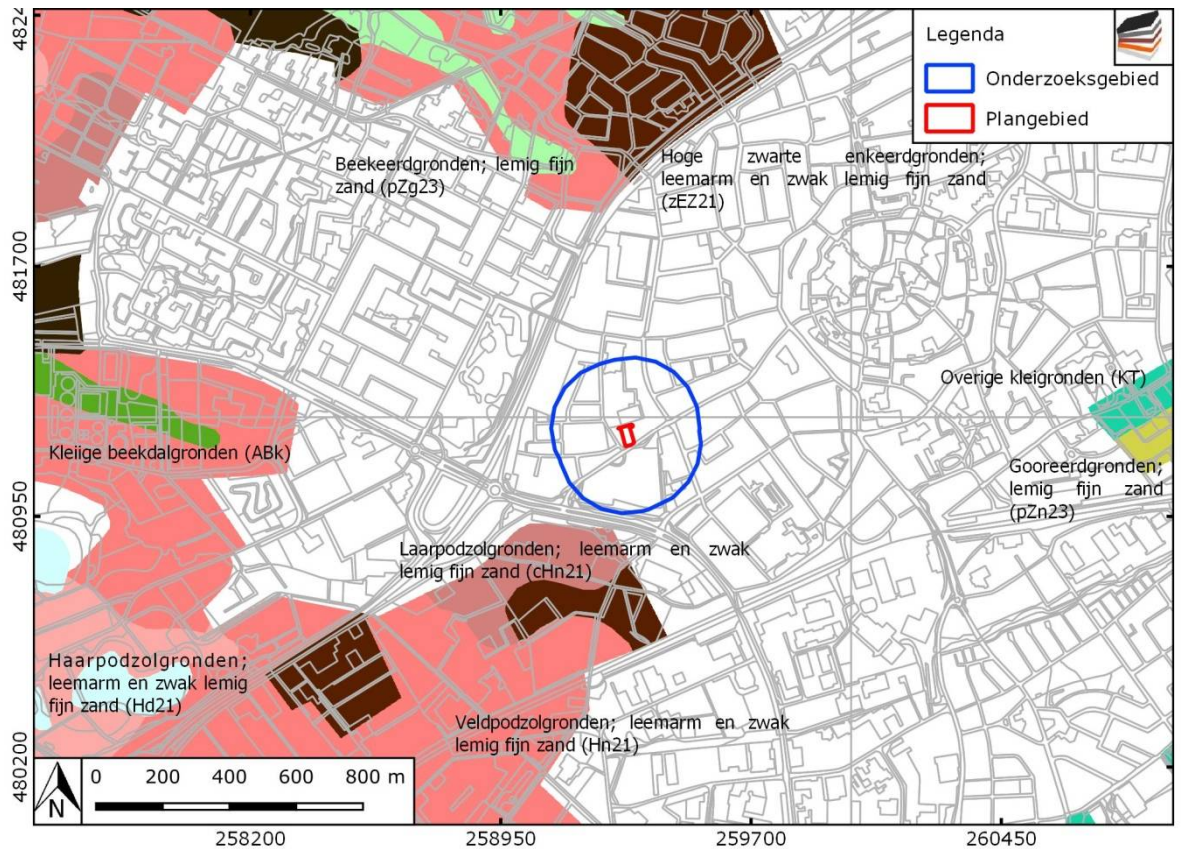 Legenda
Onderzoeksgebied
Plangebied
Beekeerdgronden; lemig fijn
zand (pZg23)
Hoge zwarte enkeerdgronden;
leemarm en zwak lemig fijn zand
(zEZ21)
Overige kleigronden (KT)
Kleiige beekdalgronden (ABk)
Gooreerdgronden;
lemig fijn zand
(pZn23)
Laarpodzolgronden; leemarm en zwak
lemig fijn zand (cHn21)
Haarpodzolgronden;
leemarm en zwak lemig
fijn zand (Hd21)
Veldpodzolgronden; leemarm en zwak
lemig fijn zand (Hn21)
4822
481700
480950
480200
N
0 200 400 600 800 m
258200 258950 259700 260450